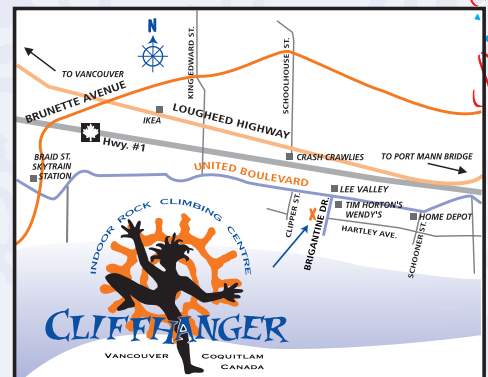 N
KING EDWARD ST.
SCHOOLHOUSE ST.
TO VANCOUVER
BRUNETTE AVENUE
IKEA
LOUGHEED HIGHWAY
Hwy. #1
CRASH CRAWLIES
TO PORT MANN BRIDGE
BRAID ST.
SKYTRAIN
STATION
UNITED BOULEVARD
LEE VALLEY
CLIPPER ST.
X
BRIGANTINE DR.
TIM HORTON'S
WENDY'S
HOME DEPOT
HARTLEY AVE.
SCHOONER ST.
INDOOR ROCK CLIMBING CENTRE
CLIFFHANGER
VANCOUVER COQUITLAM
CANADA